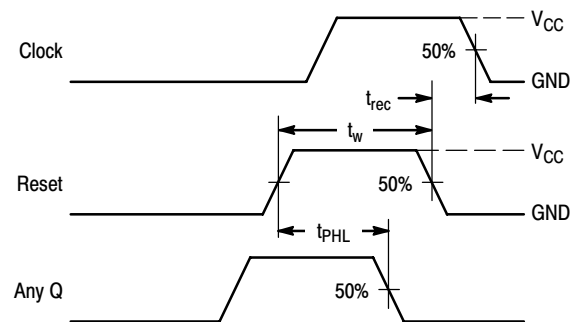 V_CC
Clock
50%
GND
t_rec
t_w
V_CC
Reset
50%
GND
t_PHL
Any Q
50%